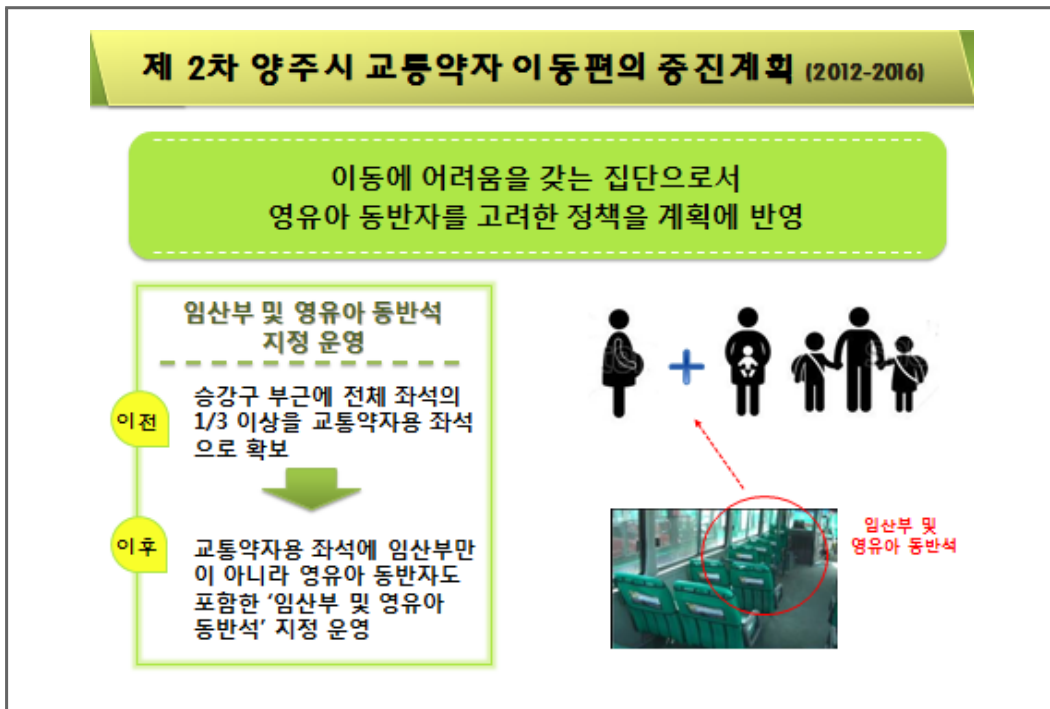 제 2차 양주시 교통약자 이동편의 증진계획 (2012-2016)
이동에 어려움을 갖는 집단으로서
영유아 동반자를 고려한 정책을 계획에 반영
임산부 및 영유아 동반석
지정 운영
이전
승강구 부근에 전체 좌석의
1/3 이상을 교통약자용 좌석
으로 확보
이후
교통약자용 좌석에 임산부만
이 아니라 영유아 동반자도
포함한 ‘임산부 및 영유아
동반석’ 지정 운영
임산부 및
영유아 동반석